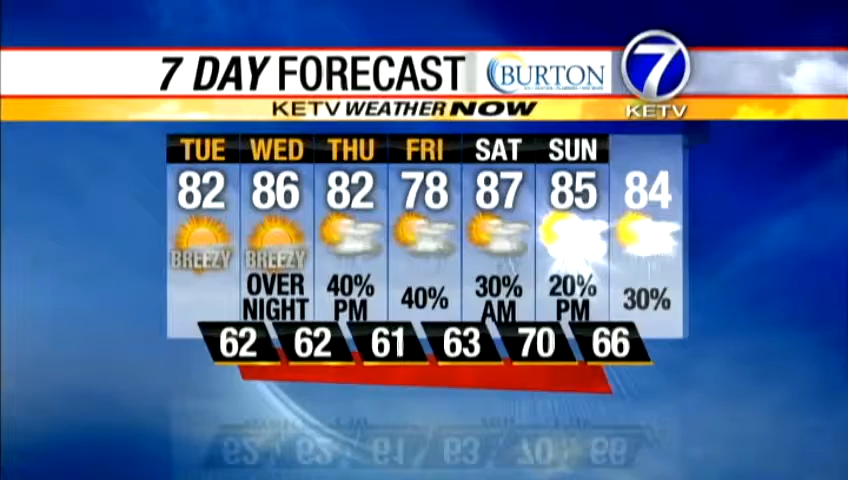 7 DAY FORECAST BURTON 7
KETV WEATHER NOW KETV
TUE WED THU FRI SAT SUN
82 86 82 78 87 85 84
BREEZY BREEZY
OVER NIGHT 40% PM 40% 30% AM 20% PM 30%
62 62 61 63 70 66